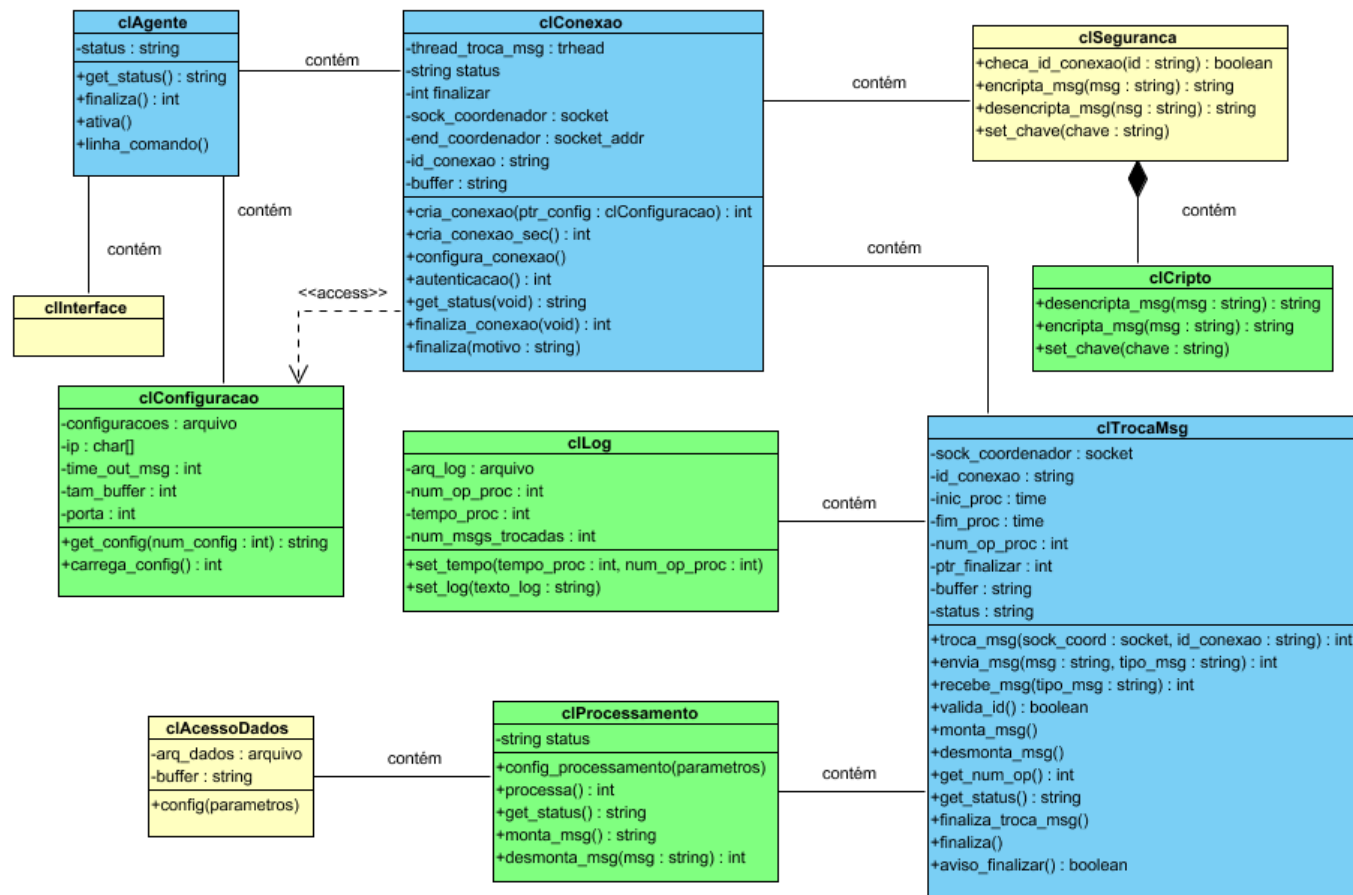 clAgente
-status : string
+get_status() : string
+finaliza() : int
+ativa()
+linha_comando()
contém
clConexao
-thread_troca_msg : trhead
-string status
-int finalizar
-sock_coordenador : socket
-end_coordenador : socket_addr
-id_conexao : string
-buffer : string
+cria_conexao(ptr_config : clConfiguracao) : int
+cria_conexao_sec() : int
+configura_conexao()
+autenticacao() : int
+get_status(void) : string
+finaliza_conexao(void) : int
+finaliza(motivo : string)
contém
clSeguranca
+checa_id_conexao(id : string) : boolean
+encripta_msg(msg : string) : string
+desencripta_msg(nsg : string) : string
+set_chave(chave : string)
contém
contém
contém
contém
<<access>>
clInterface
clCripto
+desencripta_msg(msg : string) : string
+encripta_msg(msg : string) : string
+set_chave(chave : string)
clConfiguracao
-configuracoes : arquivo
-ip : char[]
-time_out_msg : int
-tam_buffer : int
-porta : int
+get_config(num_config : int) : string
+carrega_config() : int
clLog
-arq_log : arquivo
-num_op_proc : int
-tempo_proc : int
-num_msgs_trocadas : int
+set_tempo(tempo_proc : int, num_op_proc : int)
+set_log(texto_log : string)
contém
clTrocaMsg
-sock_coordenador : socket
-id_conexao : string
-inic_proc : time
-fim_proc : time
-num_op_proc : int
-ptr_finalizar : int
-buffer : string
-status : string
+troca_msg(sock_coord : socket, id_conexao : string) : int
+envia_msg(msg : string, tipo_msg : string) : int
+recebe_msg(tipo_msg : string) : int
+valida_id() : boolean
+monta_msg()
+desmonta_msg()
+get_num_op() : int
+get_status() : string
+finaliza_troca_msg()
+finaliza()
+aviso_finalizar() : boolean
clAcessoDados
-arq_dados : arquivo
-buffer : string
+config(parametros)
contém
clProcessamento
-string status
+config_processamento(parametros)
+processa() : int
+get_status() : string
+monta_msg() : string
+desmonta_msg(msg : string) : int
contém